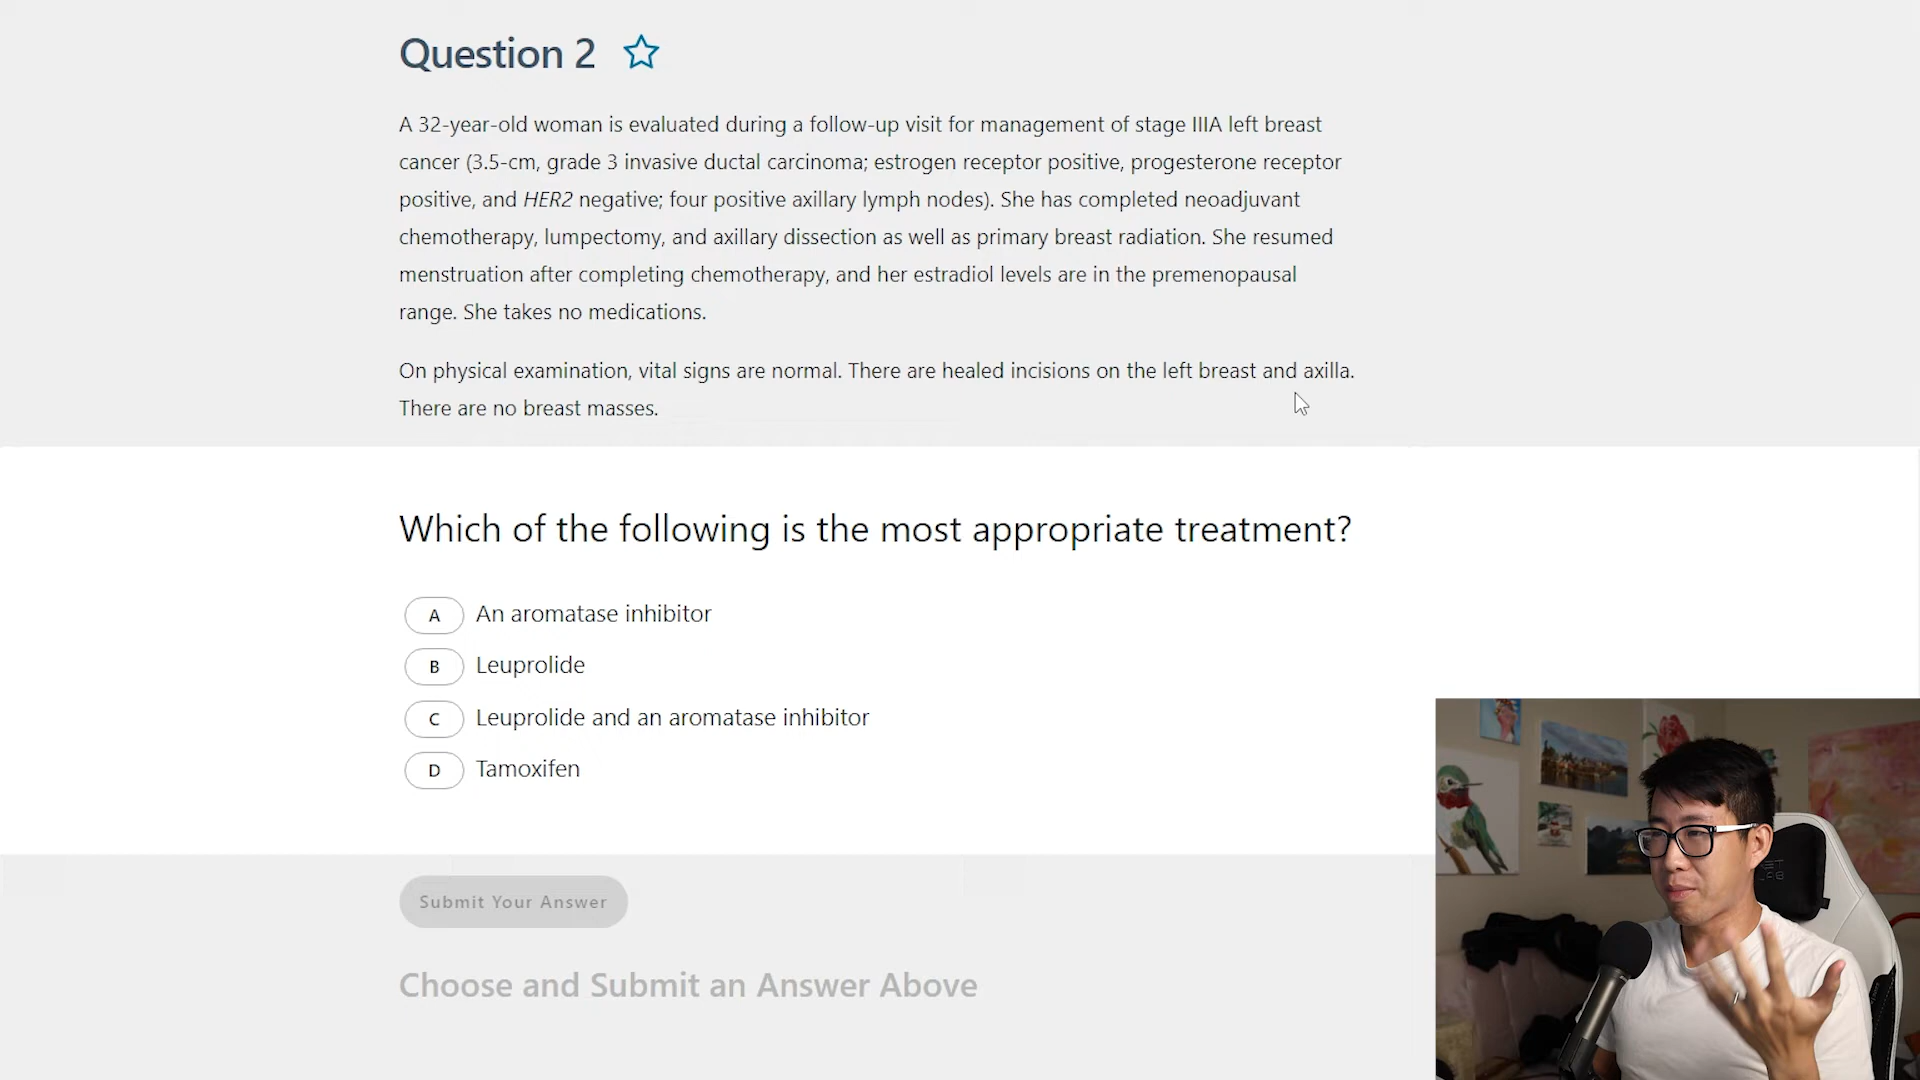 Question 2
A 32-year-old woman is evaluated during a follow-up visit for management of stage IIIA left breast
cancer (3.5-cm, grade 3 invasive ductal carcinoma; estrogen receptor positive, progesterone receptor
positive, and HER2 negative; four positive axillary lymph nodes). She has completed neoadjuvant
chemotherapy, lumpectomy, and axillary dissection as well as primary breast radiation. She resumed
menstruation after completing chemotherapy, and her estradiol levels are in the premenopausal
range. She takes no medications.
On physical examination, vital signs are normal. There are healed incisions on the left breast and axilla.
There are no breast masses.
Which of the following is the most appropriate treatment?
A An aromatase inhibitor
B Leuprolide
C Leuprolide and an aromatase inhibitor
D Tamoxifen
Submit Your Answer
Choose and Submit an Answer Above